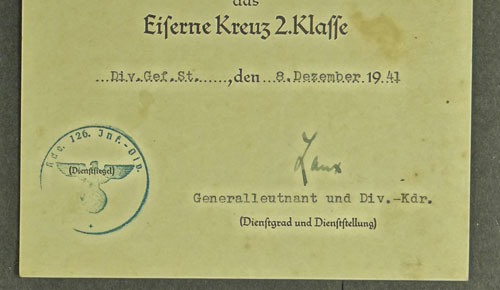 das
Eiserne Kreuz 2.Klasse
...Div.Gef.St......,den ..8.Dezember 19.41
Kdo. 126. Inf.-Div.
(Dienstsiegel)
Generalleutnant und Div.-Kdr.
(Dienstgrad und Dienststellung)